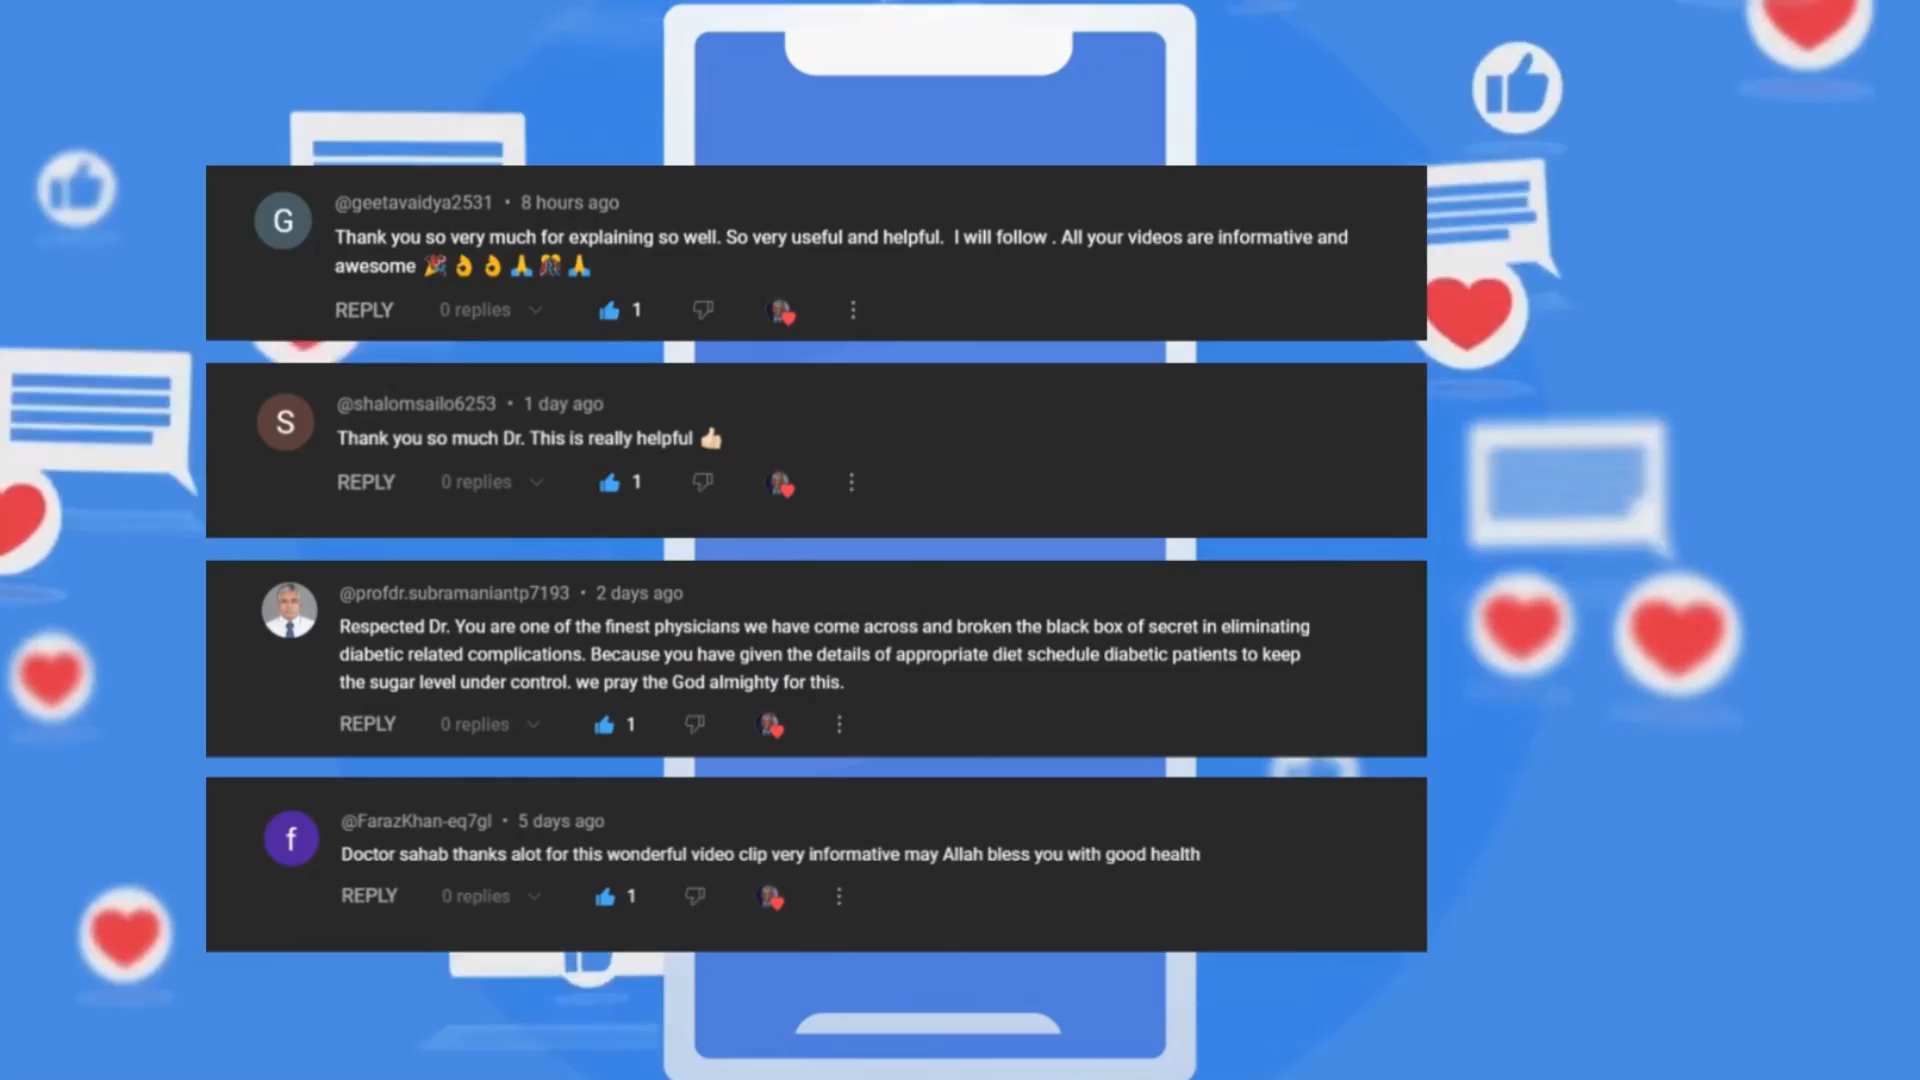 G
@geetavaidya2531 • 8 hours ago
Thank you so very much for explaining so well. So very useful and helpful.  I will follow . All your videos are informative and
awesome 🎉👌👌🙏🎊🙏
REPLY 0 replies 1
S
@shalomsailo6253 • 1 day ago
Thank you so much Dr. This is really helpful 👍🏻
REPLY 0 replies 1
@profdr.subramaniantp7193 • 2 days ago
Respected Dr. You are one of the finest physicians we have come across and broken the black box of secret in eliminating
diabetic related complications. Because you have given the details of appropriate diet schedule diabetic patients to keep
the sugar level under control. we pray the God almighty for this.
REPLY 0 replies 1
f
@FarazKhan-eq7gl • 5 days ago
Doctor sahab thanks alot for this wonderful video clip very informative may Allah bless you with good health
REPLY 0 replies 1